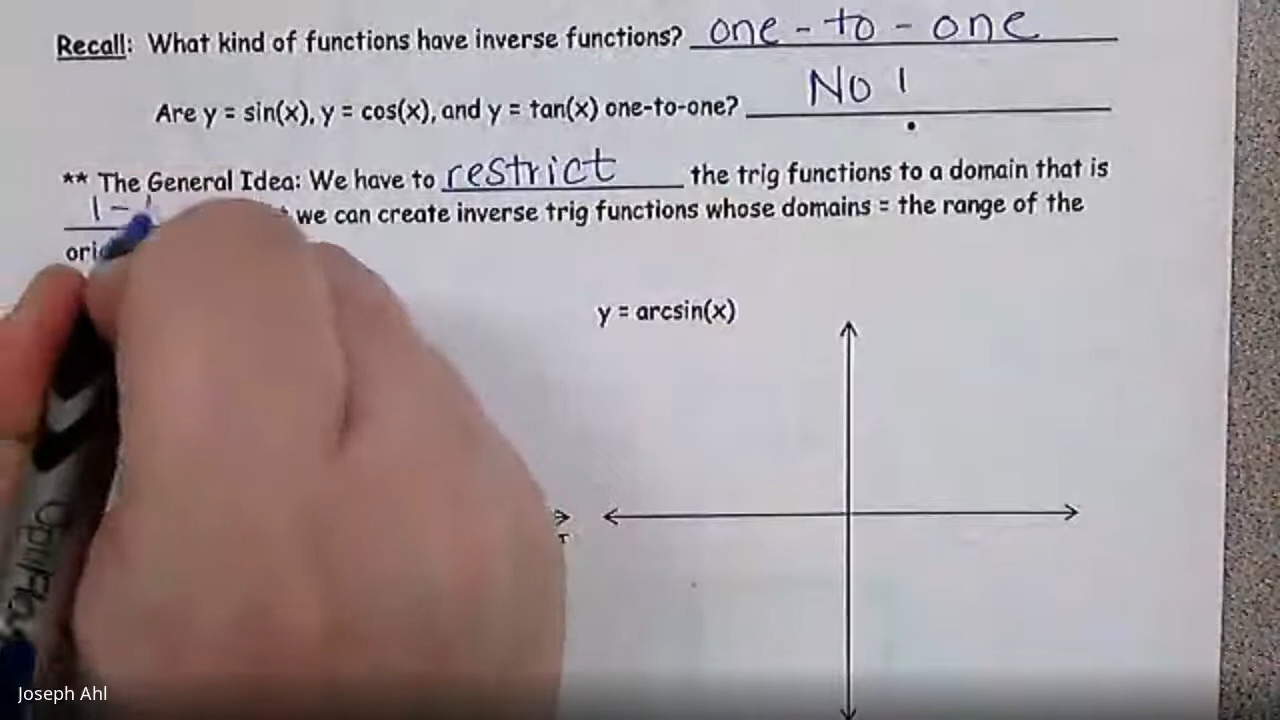 Recall: What kind of functions have inverse functions? one-to-one
Are y = sin(x), y = cos(x), and y = tan(x) one-to-one? No!
** The General Idea: We have to restrict the trig functions to a domain that is
1-1 we can create inverse trig functions whose domains = the range of the
y = arcsin(x)
Joseph Ahl